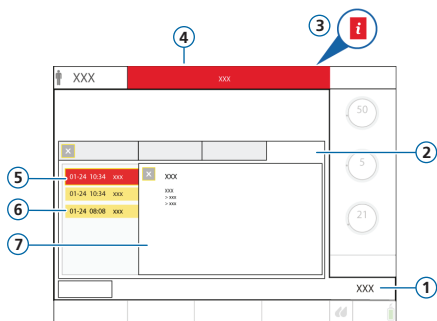 3
i
4
XXX
xxx
50
×
2
5
01-24 10:34 xxx
×
xxx
5
01-24 10:34 xxx
xxx
> xxx
> xxx
6
01-24 08:08 xxx
21
7
XXX
1